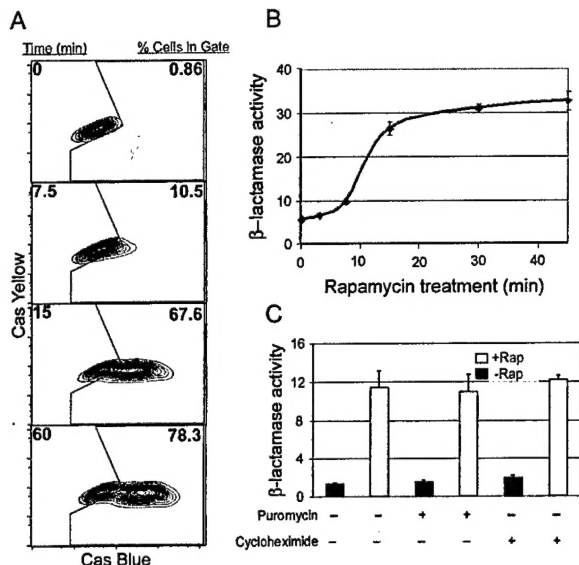 A
Time (min) % Cells In Gate
0 0.86
7.5 10.5
15 67.6
60 78.3
Cas Yellow
Cas Blue
B
β-lactamase activity
40
30
20
10
0
0 10 20 30 40 50
Rapamycin treatment (min)
C
β-lactamase activity
16
12
8
4
0
+Rap
-Rap
Puromycin – – + + – –
Cycloheximide – – – – + +